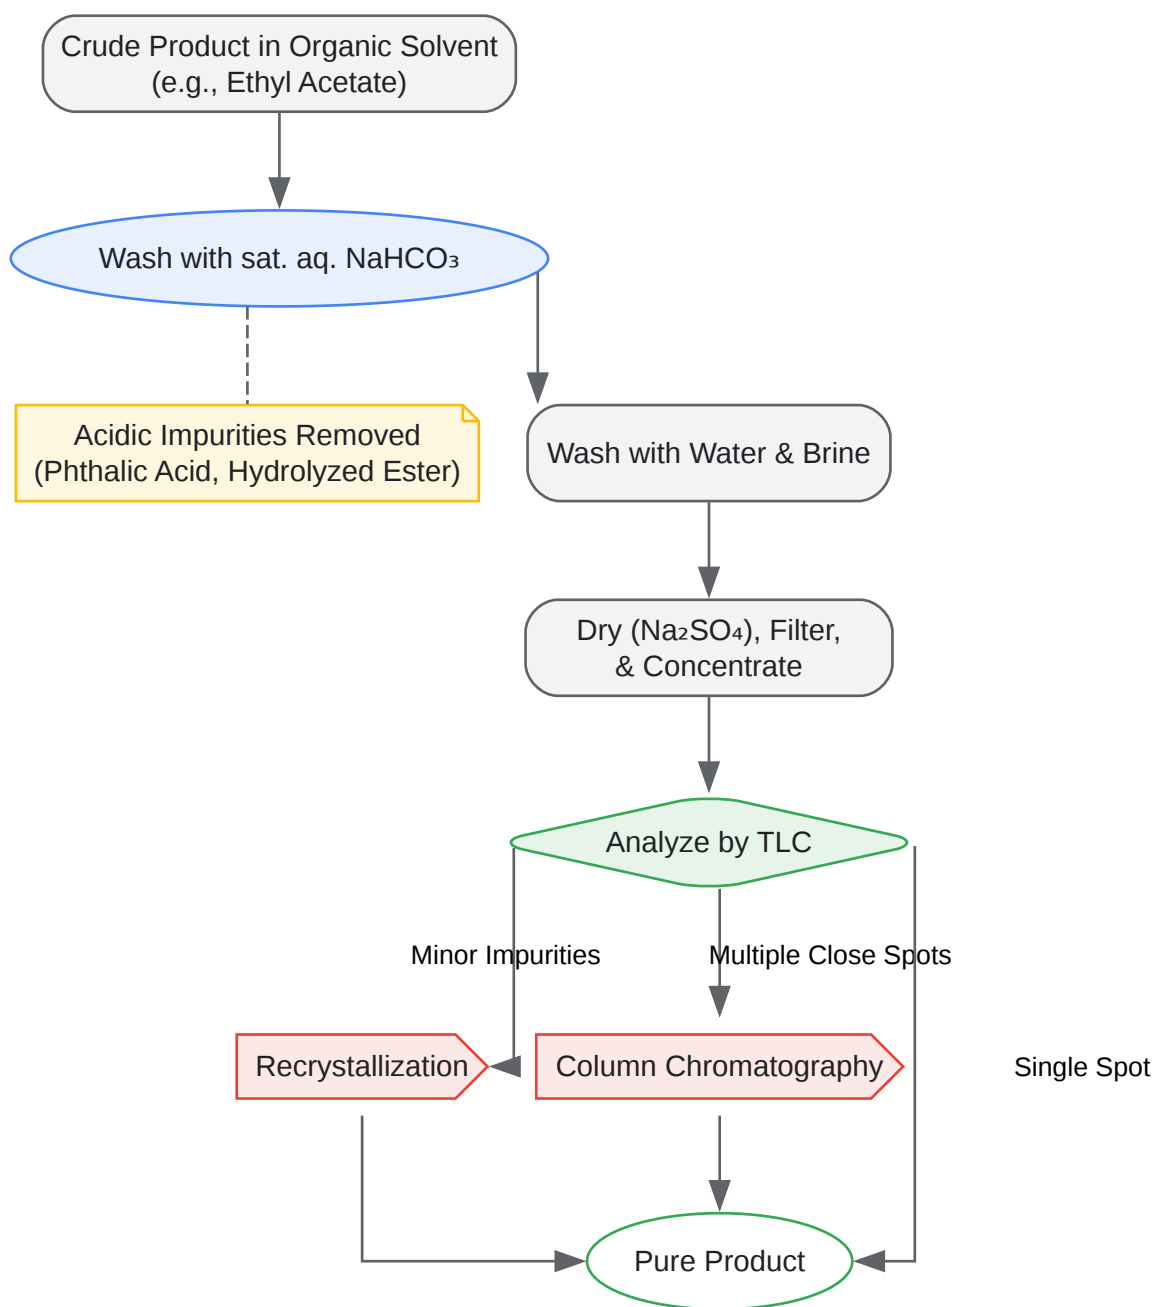 Crude Product in Organic Solvent
(e.g., Ethyl Acetate)
Wash with sat. aq. NaHCO₃
Acidic Impurities Removed
(Phthalic Acid, Hydrolyzed Ester)
Wash with Water & Brine
Dry (Na₂SO₄), Filter,
& Concentrate
Analyze by TLC
Minor Impurities
Multiple Close Spots
Recrystallization
Column Chromatography
Single Spot
Pure Product